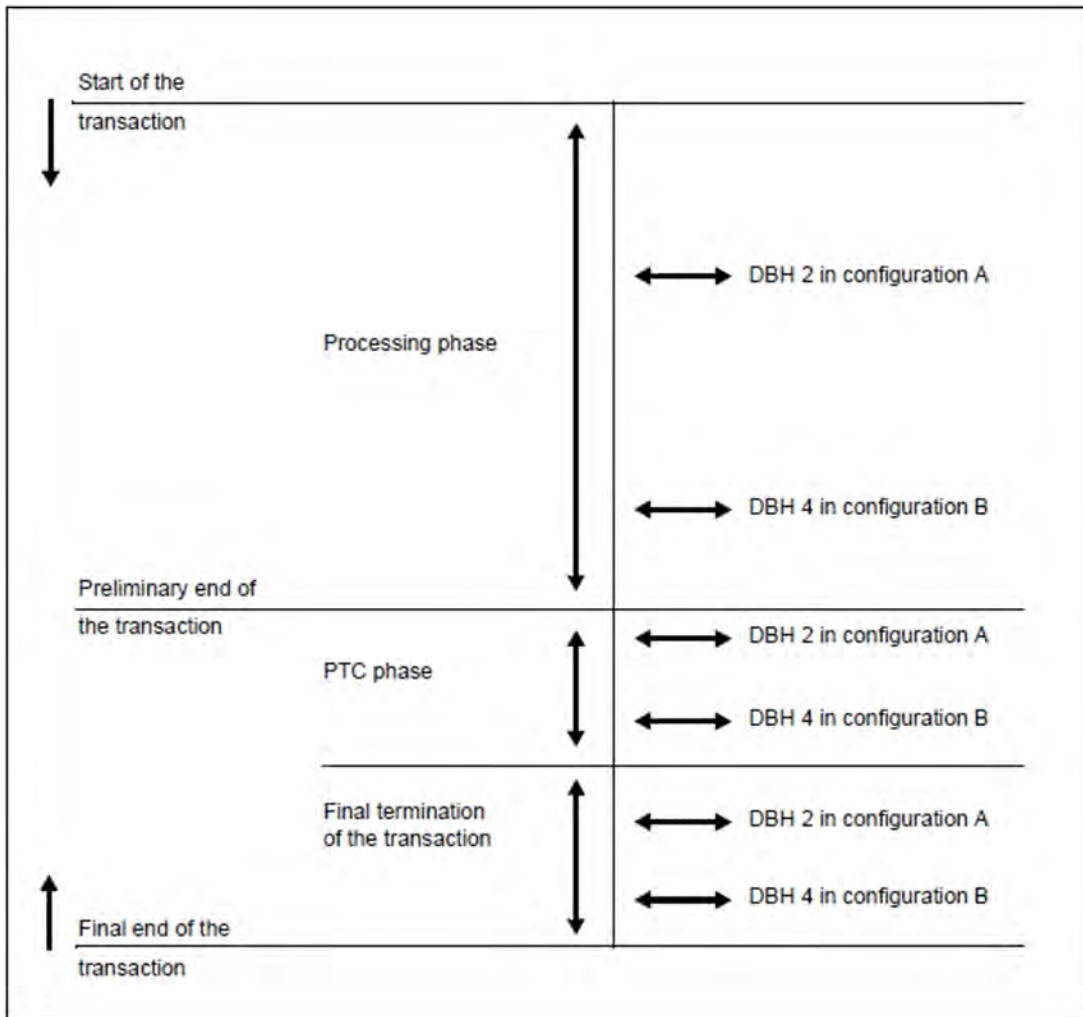 Start of the
transaction
DBH 2 in configuration A
Processing phase
DBH 4 in configuration B
Preliminary end of
the transaction
DBH 2 in configuration A
PTC phase
DBH 4 in configuration B
Final termination
of the transaction
DBH 2 in configuration A
DBH 4 in configuration B
Final end of the
transaction